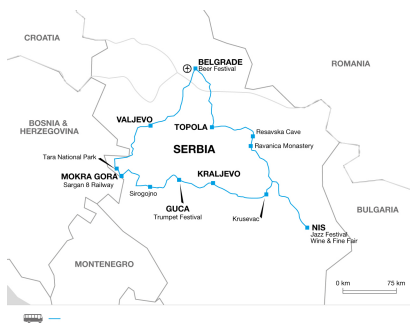 CROATIA
BELGRADE
Beer Festival
ROMANIA
BOSNIA &
HERZEGOVINA
VALJEVO
TOPOLA
Resavska Cave
Ravanica Monastery
SERBIA
Tara National Park
MOKRA GORA
Sargan 8 Railway
KRALJEVO
Sirogojno
GUCA
Trumpet Festival
Krusevac
BULGARIA
NIS
Jazz Festival
Wine & Fine Fair
MONTENEGRO
0 km 75 km